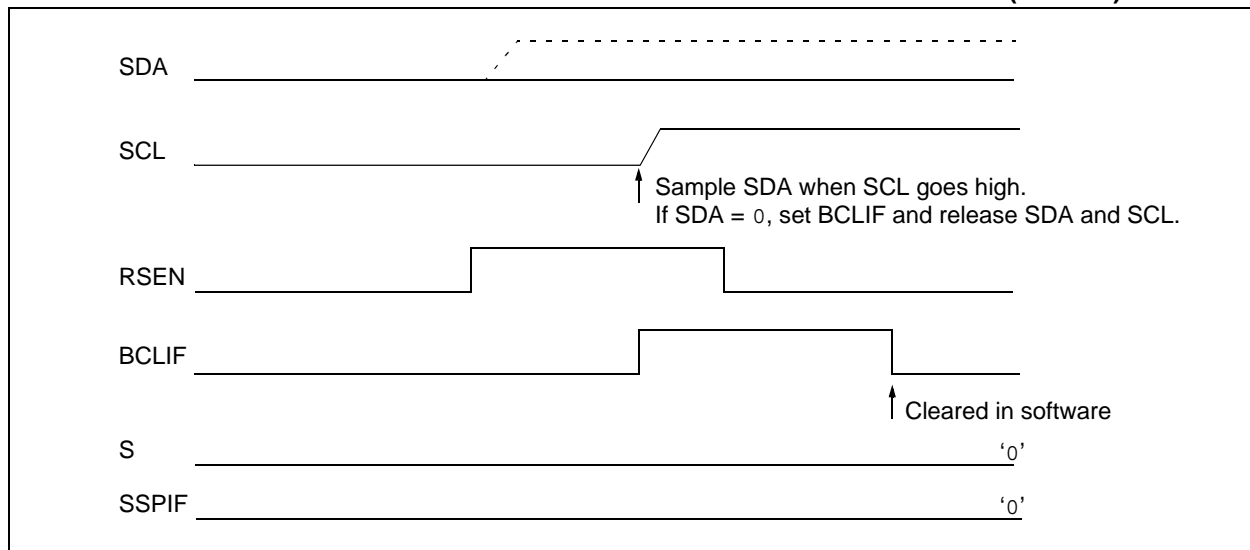 SDA
SCL
Sample SDA when SCL goes high.
If SDA = 0, set BCLIF and release SDA and SCL.
RSEN
BCLIF
Cleared in software
S
‘0’
SSPIF
‘0’